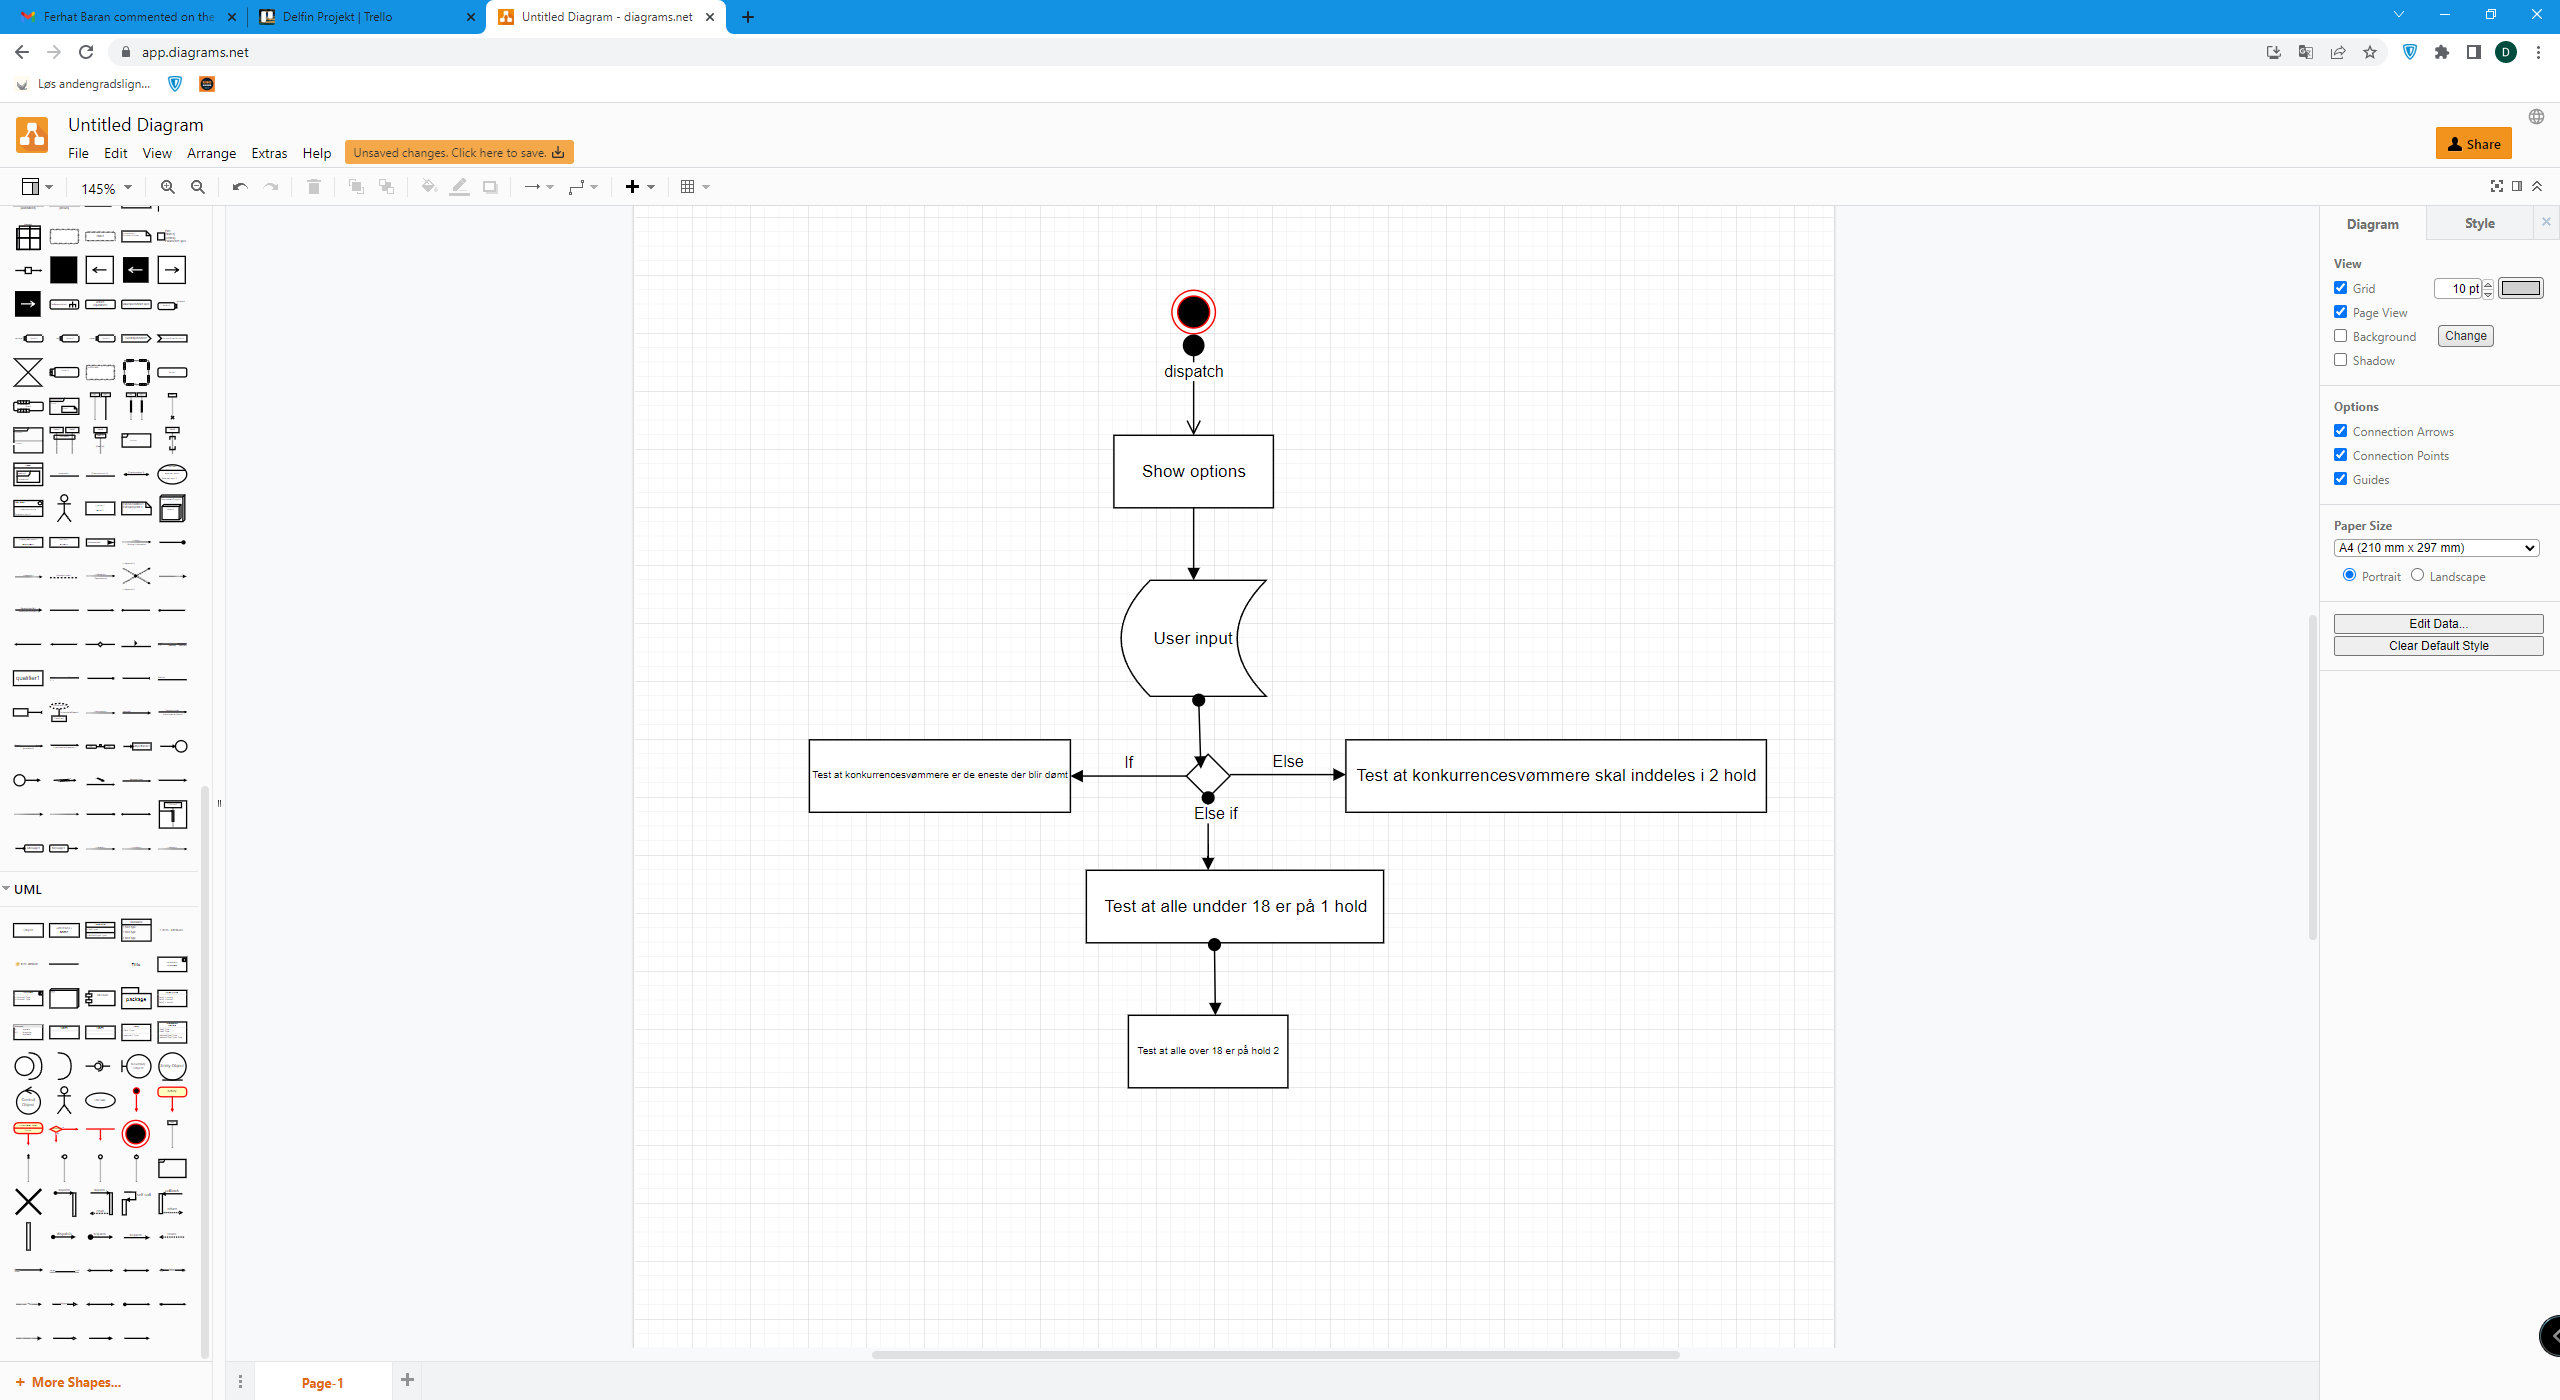 Ferhat Baran commented on the
Delfin Projekt | Trello
Untitled Diagram - diagrams.net
app.diagrams.net
D
Løs andengradslign...
Untitled Diagram
File Edit View Arrange Extras Help
Unsaved changes. Click here to save.
Share
145%
Diagram
Style
View
Grid
10 pt
Page View
Background
Change
Shadow
Options
Connection Arrows
Connection Points
Guides
Paper Size
A4 (210 mm x 297 mm)
Portrait
Landscape
Edit Data...
Clear Default Style
dispatch
Show options
User input
If
Else
Test at konkurrencesvømmere er de eneste der blir dømt
Test at konkurrencesvømmere skal inddeles i 2 hold
Else if
Test at alle undder 18 er på 1 hold
Test at alle over 18 er på hold 2
qualifier1
UML
Title
package
+ More Shapes...
Page-1